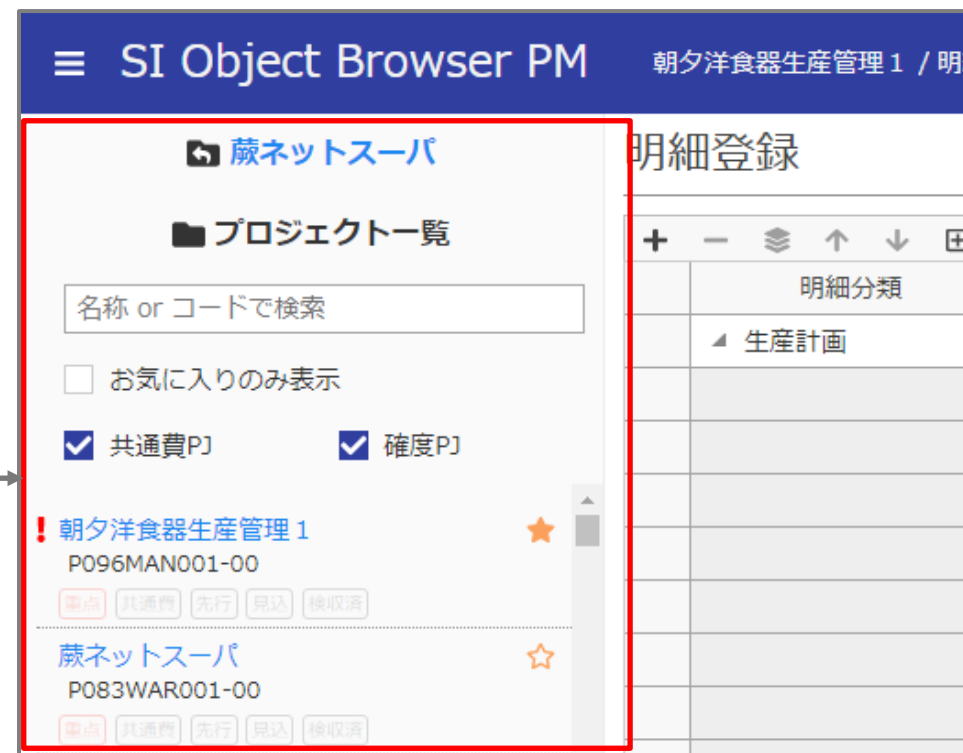 SI Object Browser PM
朝夕洋食器生産管理1 / 明
蕨ネットスーパ
プロジェクト一覧
名称 or コードで検索
お気に入りのみ表示
共通費PJ
確度PJ
朝夕洋食器生産管理1
P096MAN001-00
重点 共通費 先行 見込 検収済
蕨ネットスーパ
P083WAR001-00
重点 共通費 先行 見込 検収済
明細登録
明細分類
生産計画